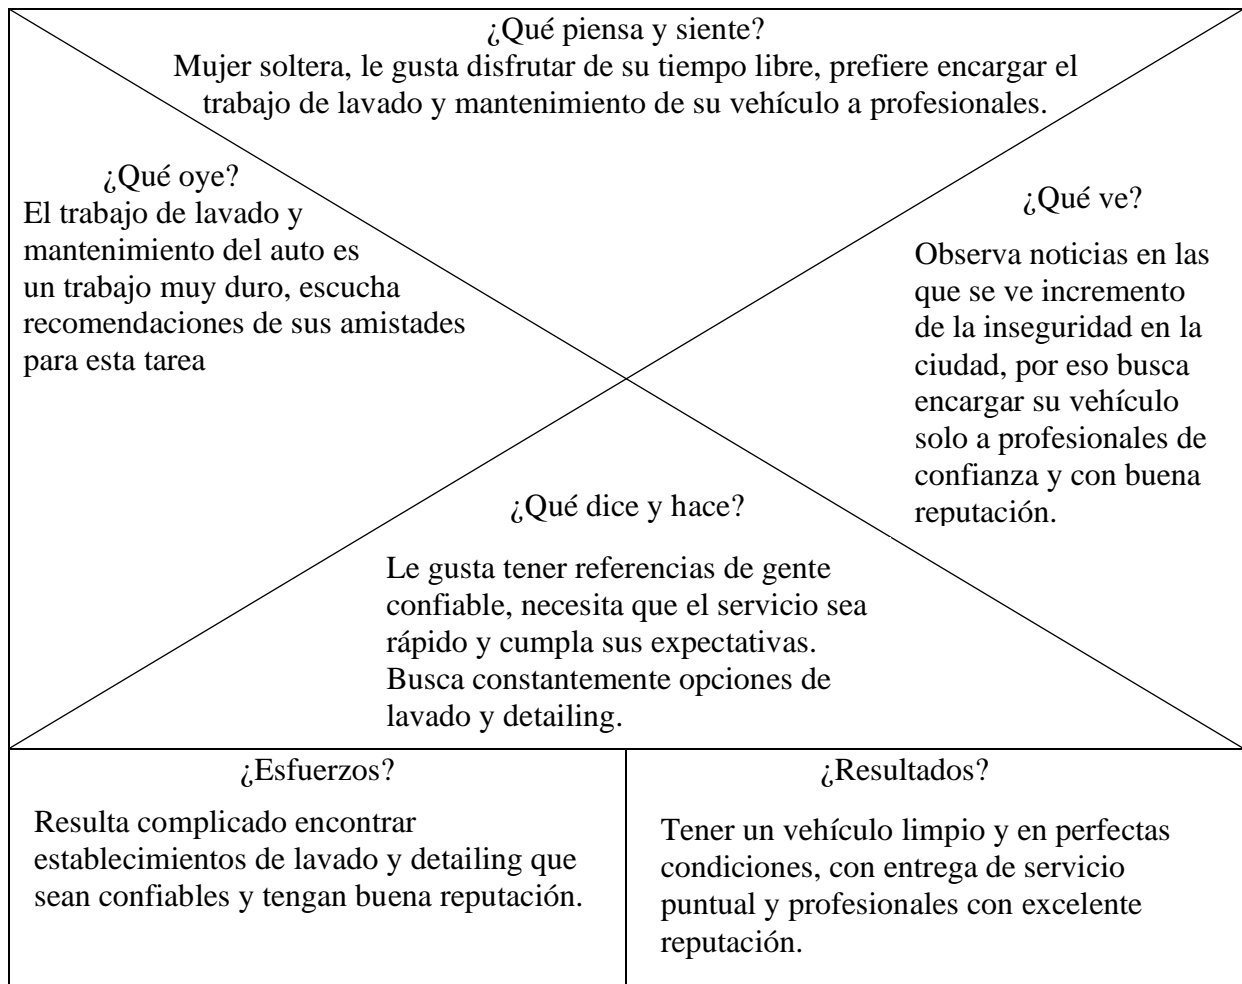 ¿Qué piensa y siente?
Mujer soltera, le gusta disfrutar de su tiempo libre, prefiere encargar el
trabajo de lavado y mantenimiento de su vehículo a profesionales.
¿Qué oye?
El trabajo de lavado y
mantenimiento del auto es
un trabajo muy duro, escucha
recomendaciones de sus amistades
para esta tarea
¿Qué ve?
Observa noticias en las
que se ve incremento
de la inseguridad en la
ciudad, por eso busca
encargar su vehículo
solo a profesionales de
confianza y con buena
reputación.
¿Qué dice y hace?
Le gusta tener referencias de gente
confiable, necesita que el servicio sea
rápido y cumpla sus expectativas.
Busca constantemente opciones de
lavado y detailing.
¿Esfuerzos?
Resulta complicado encontrar
establecimientos de lavado y detailing que
sean confiables y tengan buena reputación.
¿Resultados?
Tener un vehículo limpio y en perfectas
condiciones, con entrega de servicio
puntual y profesionales con excelente
reputación.